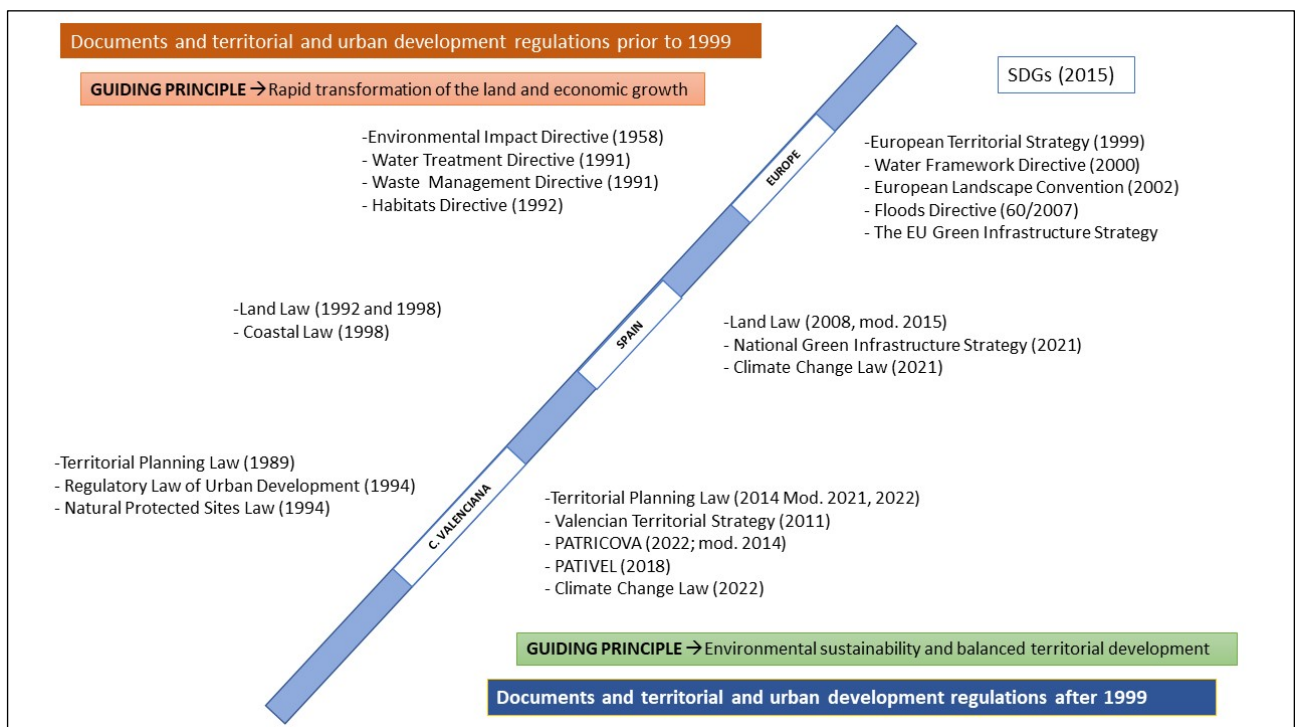 Documents and territorial and urban development regulations prior to 1999
GUIDING PRINCIPLE → Rapid transformation of the land and economic growth
SDGs (2015)
-Environmental Impact Directive (1958)
- Water Treatment Directive (1991)
- Waste Management Directive (1991)
- Habitats Directive (1992)
EUROPE
-European Territorial Strategy (1999)
- Water Framework Directive (2000)
- European Landscape Convention (2002)
- Floods Directive (60/2007)
- The EU Green Infrastructure Strategy
-Land Law (1992 and 1998)
- Coastal Law (1998)
SPAIN
-Land Law (2008, mod. 2015)
- National Green Infrastructure Strategy (2021)
- Climate Change Law (2021)
-Territorial Planning Law (1989)
- Regulatory Law of Urban Development (1994)
- Natural Protected Sites Law (1994)
C. VALENCIANA
-Territorial Planning Law (2014 Mod. 2021, 2022)
- Valencian Territorial Strategy (2011)
- PATRICOVA (2022; mod. 2014)
- PATIVEL (2018)
- Climate Change Law (2022)
GUIDING PRINCIPLE → Environmental sustainability and balanced territorial development
Documents and territorial and urban development regulations after 1999